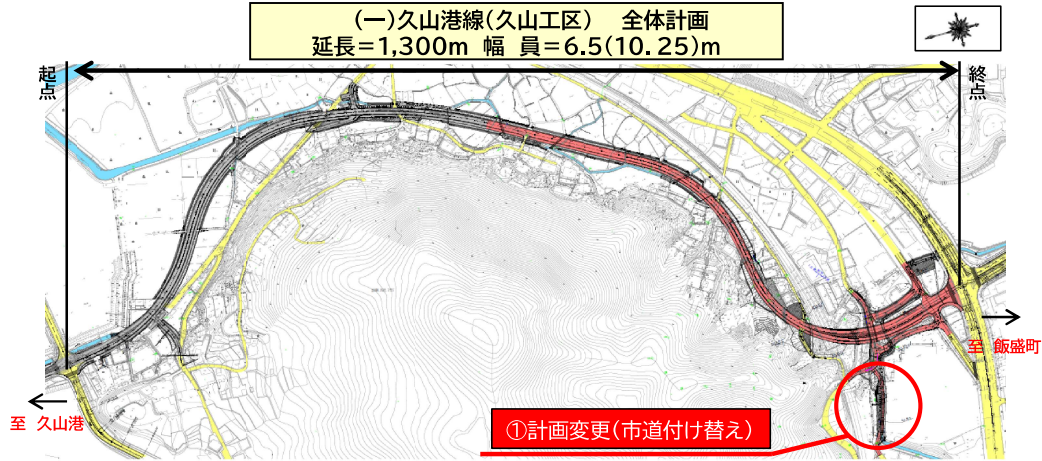 (一)久山港線(久山工区)　全体計画
延長=1,300m 幅 員=6.5(10.25)m
起点
終点
至 飯盛町
至 久山港
①計画変更(市道付け替え)